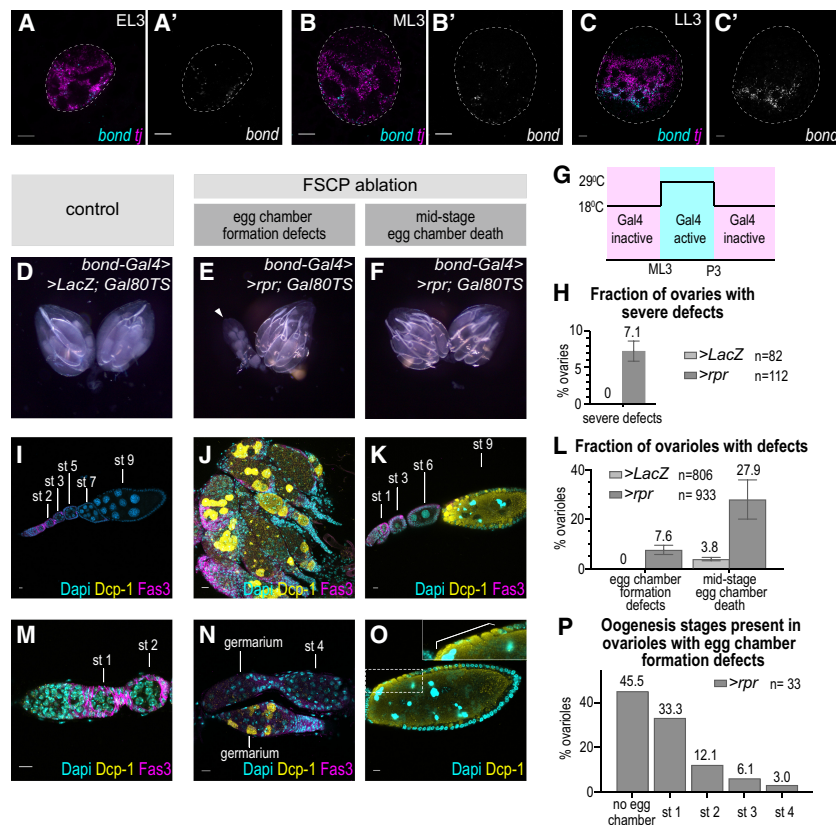 A EL3 A' B ML3 B' C LL3 C'
bond tj bond bond tj bond bond tj bond
control
FSCP ablation
egg chamber formation defects
mid-stage egg chamber death
D bond-Gal4>
>LacZ; Gal80TS
E bond-Gal4>
>rpr; Gal80TS
F bond-Gal4>
>rpr; Gal80TS
G
29ºC
18ºC
Gal4 inactive
Gal4 active
Gal4 inactive
ML3 P3
H Fraction of ovaries with
severe defects
% ovaries
10
5
0
0
7.1
>LacZ n=82
>rpr n=112
severe defects
I st 2 st 3 st 5 st 7 st 9
Dapi Dcp-1 Fas3
J
Dapi Dcp-1 Fas3
K st 1 st 3 st 6 st 9
Dapi Dcp-1 Fas3
L Fraction of ovarioles with defects
% ovarioles
40
20
0
>LacZ n=806
>rpr n= 933
0
7.6
3.8
27.9
egg chamber
formation
defects
mid-stage
egg chamber
death
M st 1 st 2
Dapi Dcp-1 Fas3
N germarium st 4
germarium
Dapi Dcp-1 Fas3
O
Dapi Dcp-1
P Oogenesis stages present in
ovarioles with egg chamber
formation defects
% ovarioles
40
20
0
>rpr n= 33
45.5
33.3
12.1
6.1
3.0
no egg
chamber
st 1 st 2 st 3 st 4